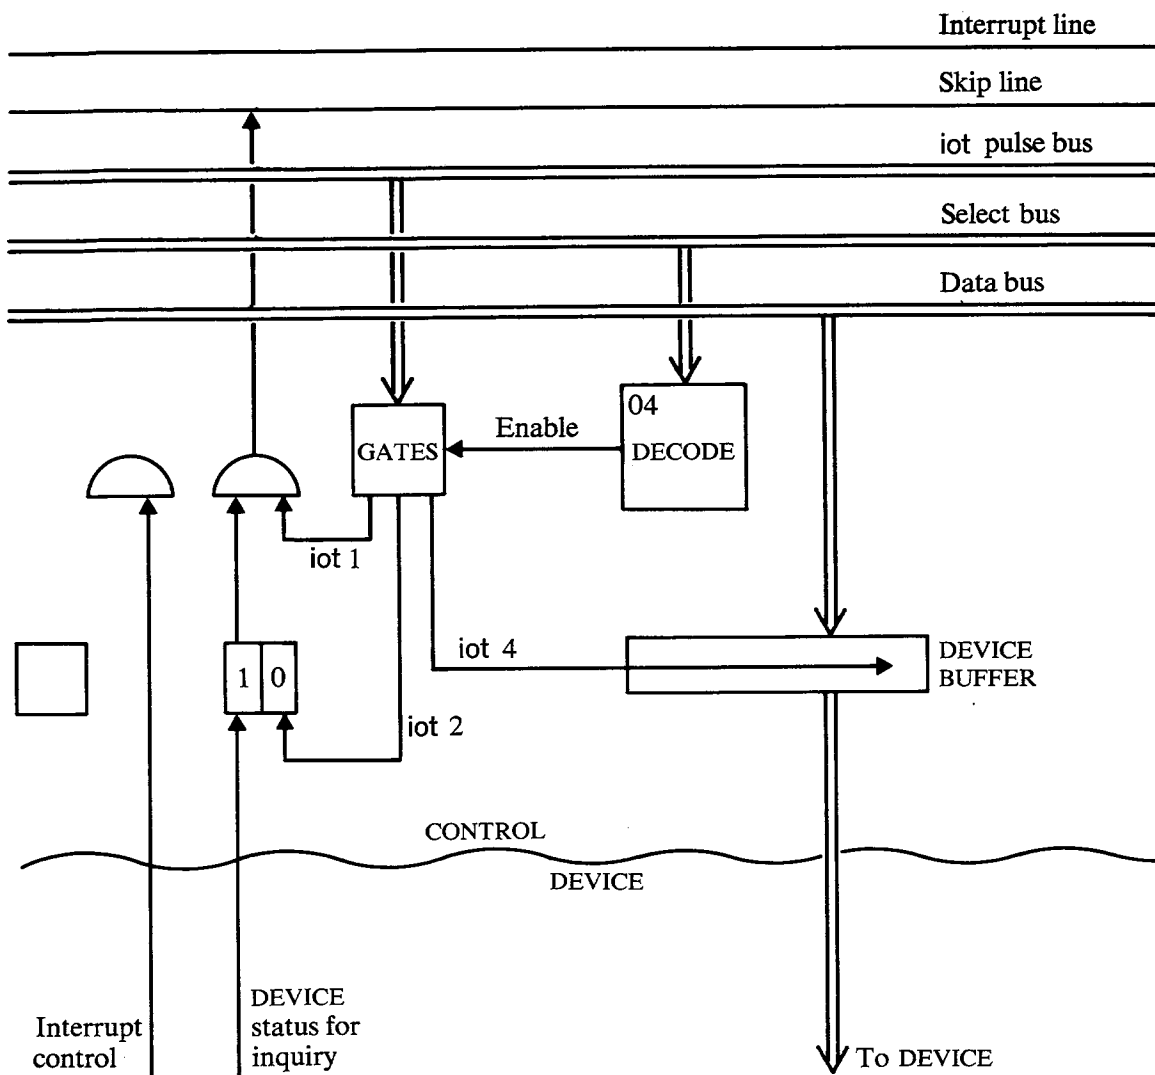 Interrupt line
Skip line
iot pulse bus
Select bus
Data bus
04
DECODE
Enable
GATES
iot 1
iot 4
DEVICE
BUFFER
1 0
iot 2
CONTROL
DEVICE
DEVICE
status for
inquiry
Interrupt
control
To DEVICE